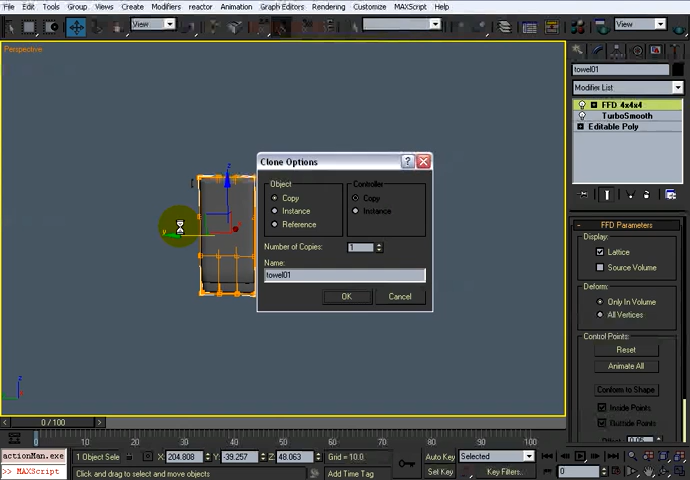 File Edit Tools Group Views Create Modifiers reactor Animation Graph Editors Rendering Customize MAXScript Help
View
View
Perspective
towel01
Modifier List
FFD 4x4x4
TurboSmooth
Editable Poly
Clone Options
Object
Copy
Instance
Reference
Controller
Copy
Instance
Number of Copies: 1
Name:
towel01
OK Cancel
z
y
FFD Parameters
Display:
Lattice
Source Volume
Deform:
Only In Volume
All Vertices
Control Points:
Reset
Animate All
Conform to Shape
Inside Points
Outside Points
Offset: 0.05
z
0 / 100
0 10 20 30 40 50 60 70 80 90 100
actionMan.exe
>> MAXScript
1 Object Sele X: 204.808 Y: -39.257 Z: 48.063 Grid = 10.0
Click and drag to select and move objects
Add Time Tag
Auto Key Selected
Set Key Key Filters...
0